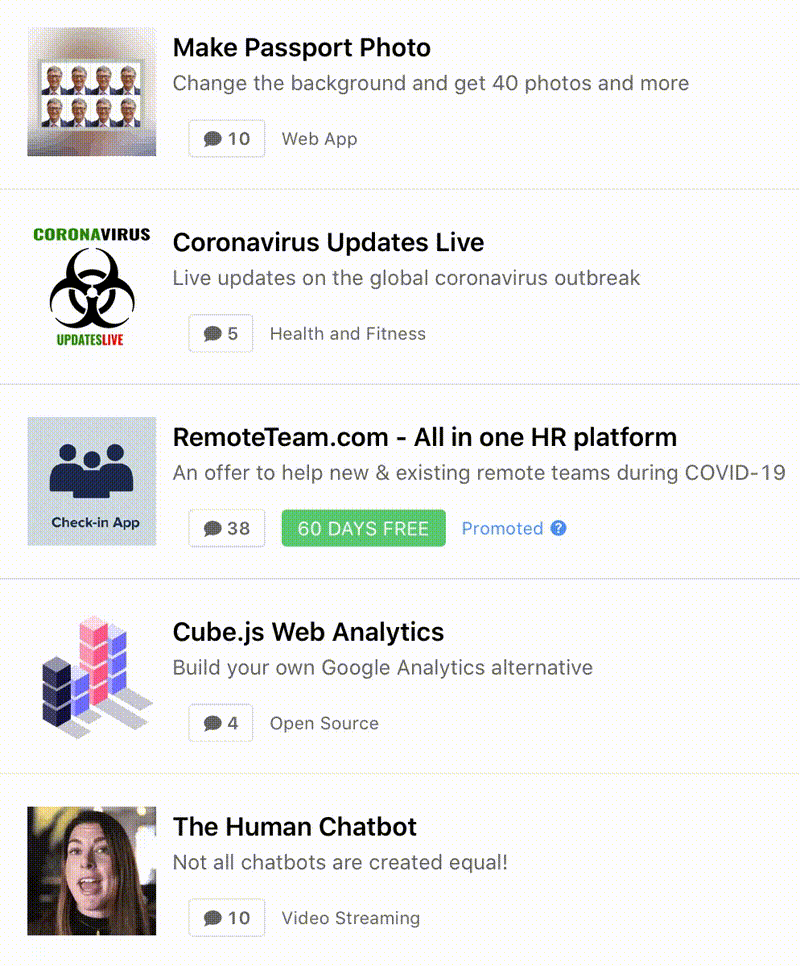 Make Passport Photo
Change the background and get 40 photos and more
10 Web App
CORONAVIRUS
UPDATESLIVE
Coronavirus Updates Live
Live updates on the global coronavirus outbreak
5 Health and Fitness
Check-in App
RemoteTeam.com - All in one HR platform
An offer to help new & existing remote teams during COVID-19
38 60 DAYS FREE Promoted ?
Cube.js Web Analytics
Build your own Google Analytics alternative
4 Open Source
The Human Chatbot
Not all chatbots are created equal!
10 Video Streaming